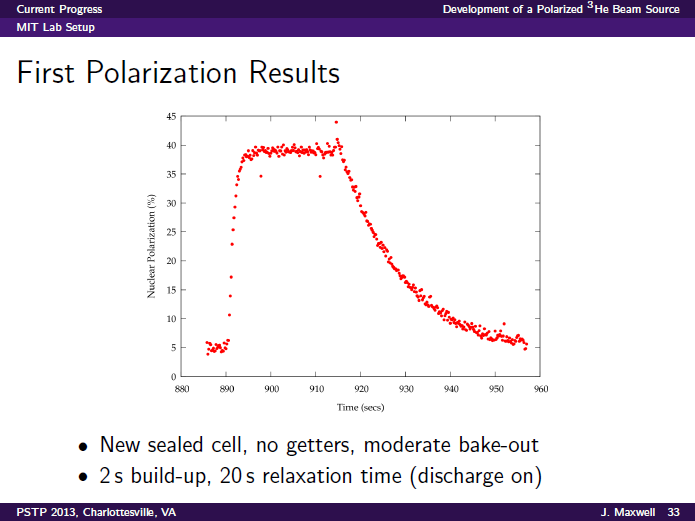 Current Progress Development of a Polarized ³He Beam Source
MIT Lab Setup
First Polarization Results
45
40
35
30
25
20
15
10
5
0
Nuclear Polarization (%)
880 890 900 910 920 930 940 950 960
Time (secs)
• New sealed cell, no getters, moderate bake-out
• 2 s build-up, 20 s relaxation time (discharge on)
PSTP 2013, Charlottesville, VA J. Maxwell 33